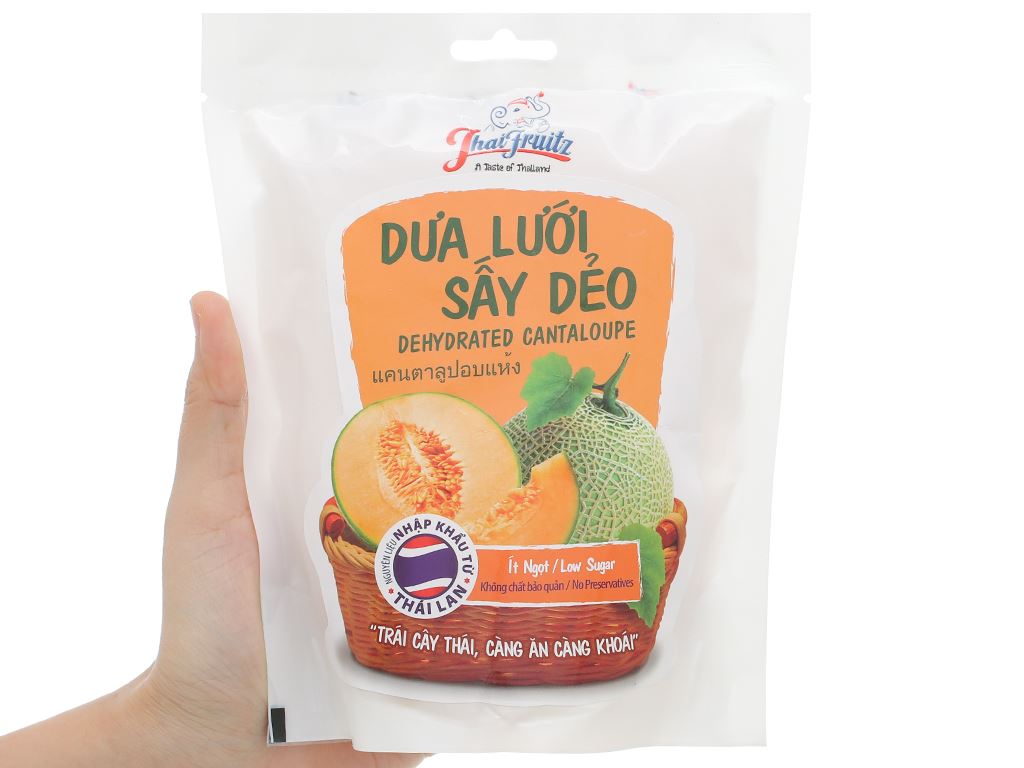 ThaiFruitz
A Taste of Thailand
DƯA LƯỚI
SẤY DẺO
DEHYDRATED CANTALOUPE
แคนตาลูปอบแห้ง
NGUYÊN LIỆU NHẬP KHẨU TỪ
THÁI LAN
Ít Ngọt / Low Sugar
Không chất bảo quản / No Preservatives
"TRÁI CÂY THÁI, CÀNG ĂN CÀNG KHOÁI"